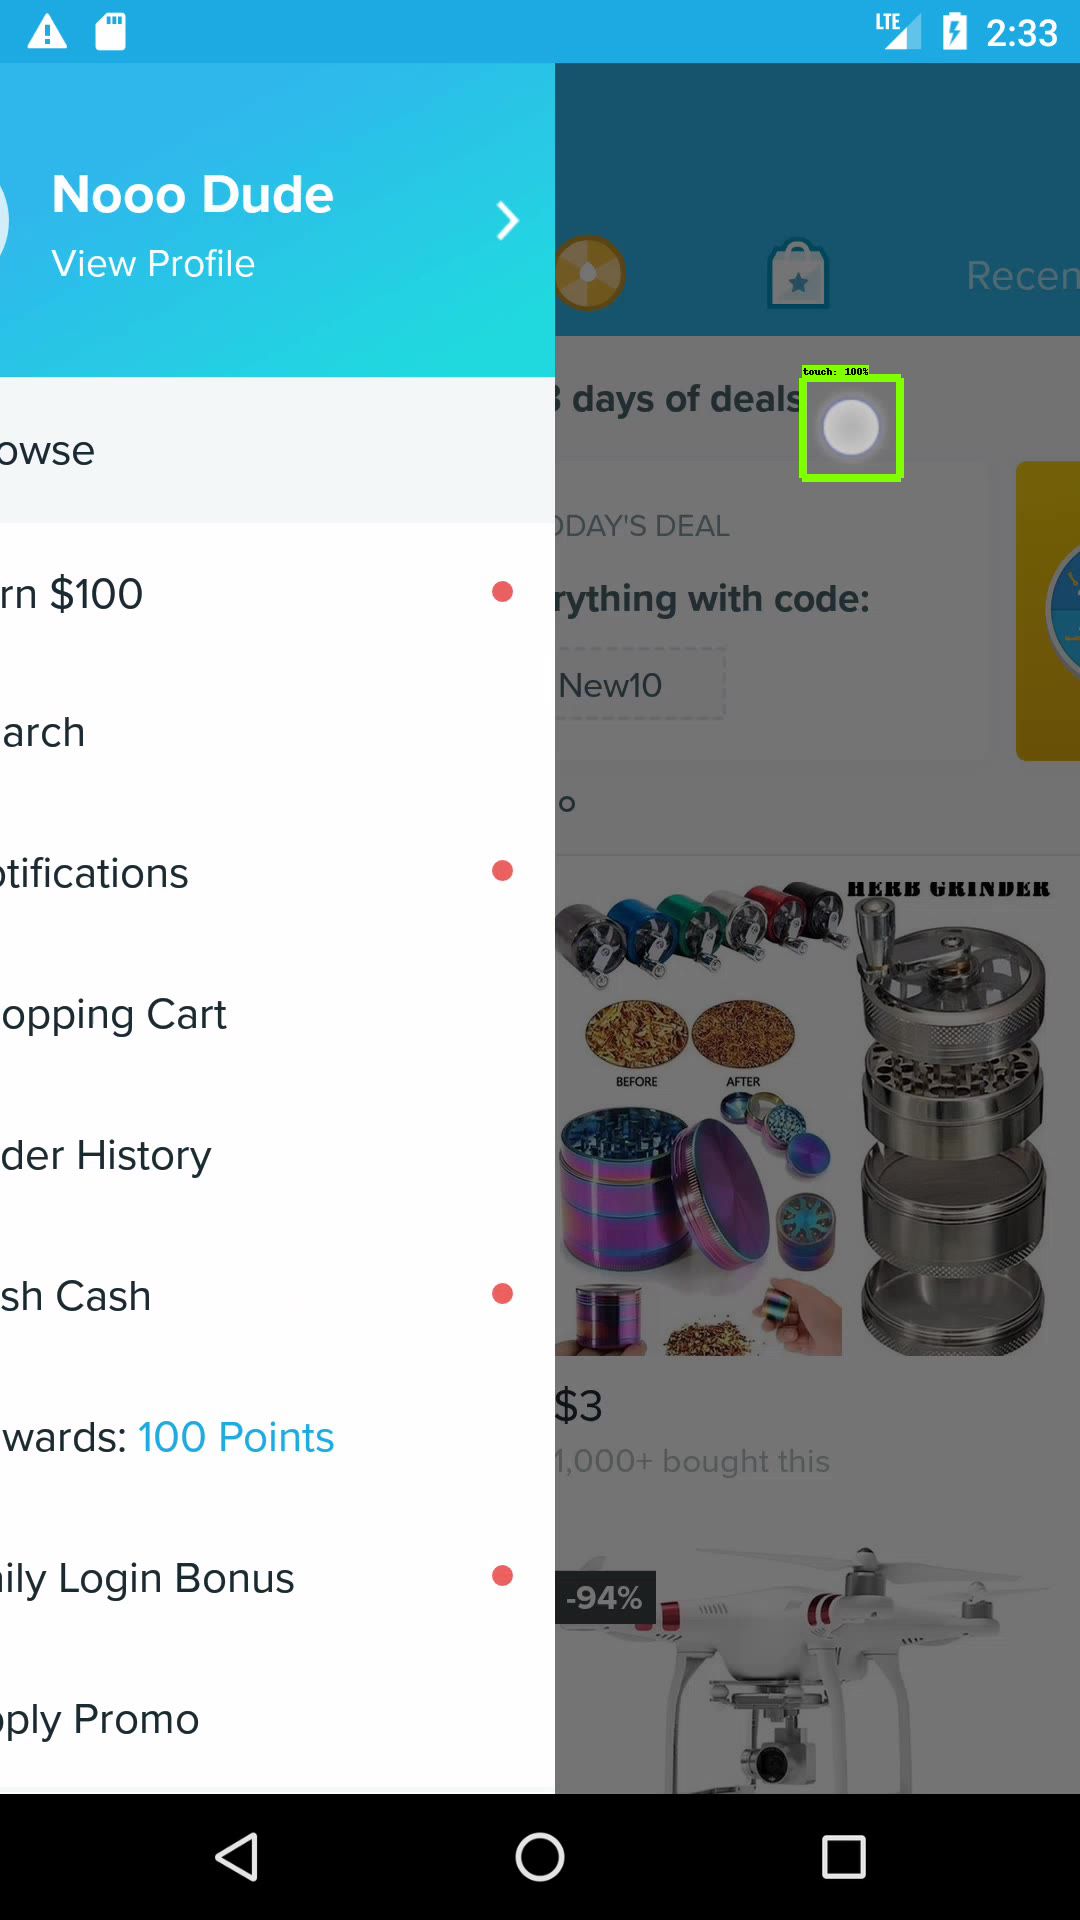 LTE 2:33
Nooo Dude
View Profile
Recen
days of deals
touch: 100%
owse
ODAY'S DEAL
rn $100
rything with code:
New10
arch
otifications
HERB GRINDER
opping Cart
BEFORE AFTER
der History
sh Cash
$3
wards: 100 Points
1,000+ bought this
aily Login Bonus
-94%
pply Promo